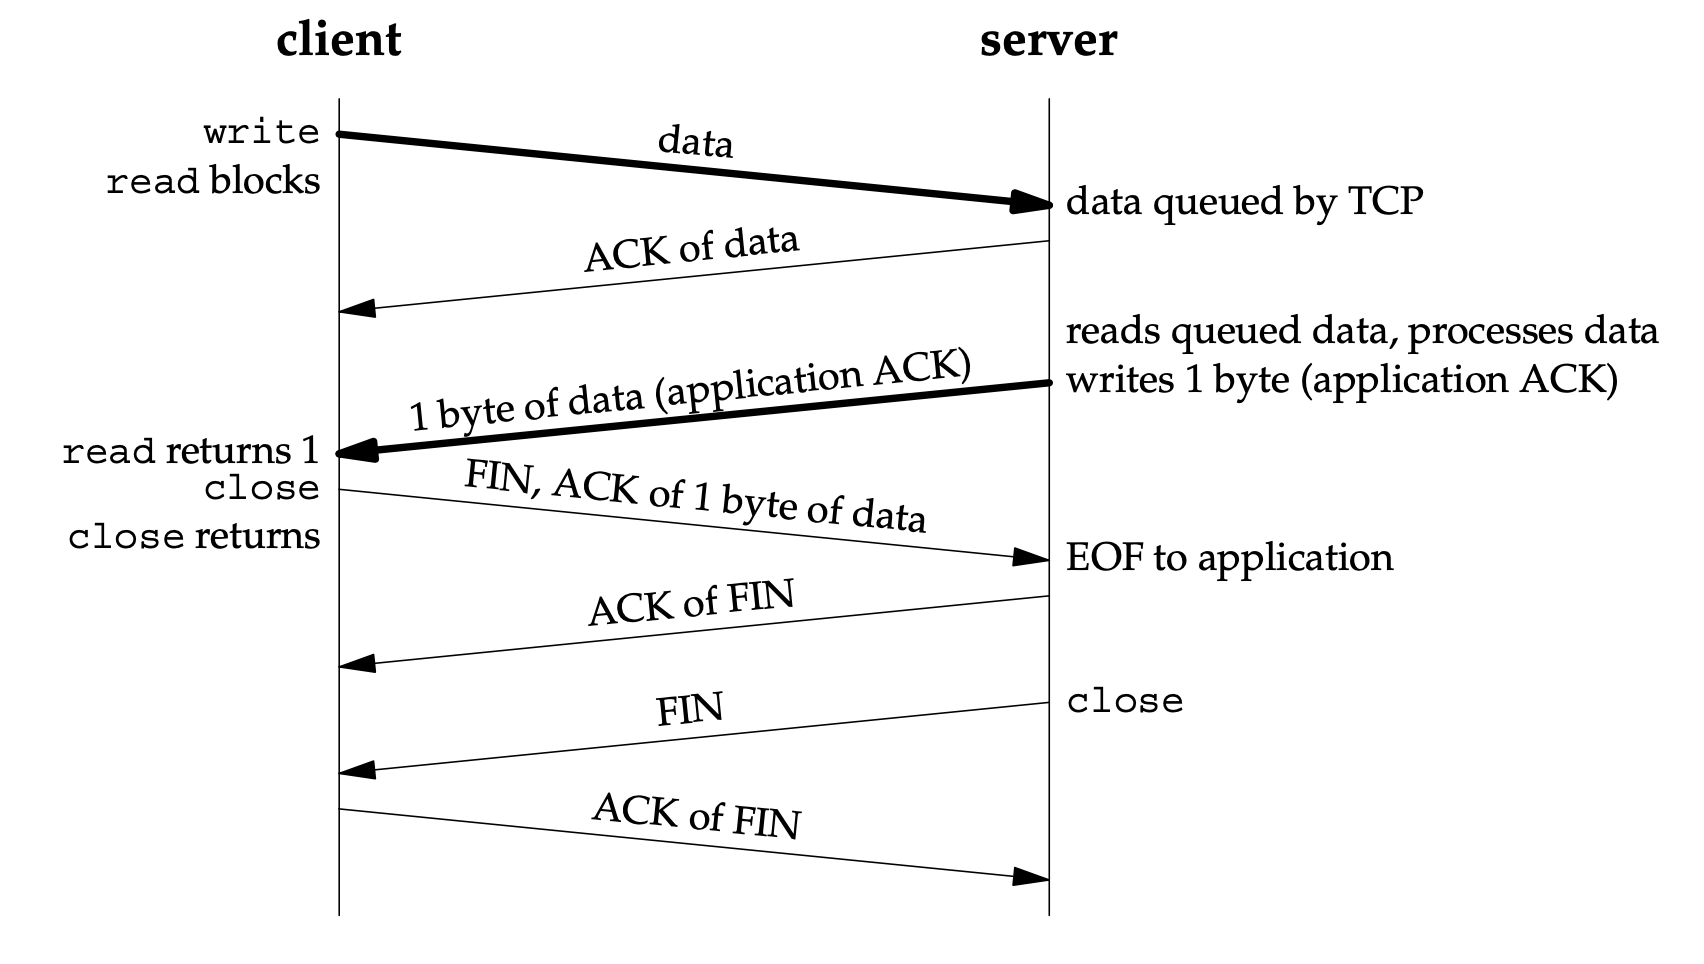 client
server
write
data
read blocks
data queued by TCP
ACK of data
reads queued data, processes data
1 byte of data (application ACK)
writes 1 byte (application ACK)
read returns 1
close
FIN, ACK of 1 byte of data
close returns
EOF to application
ACK of FIN
FIN
close
ACK of FIN